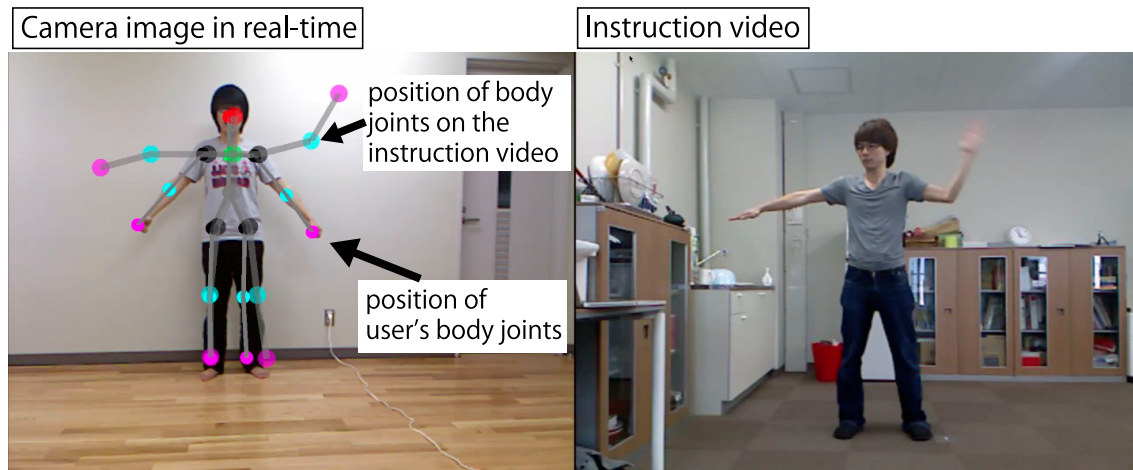 Camera image in real-time
Instruction video
position of body
joints on the
instruction video
position of
user's body joints